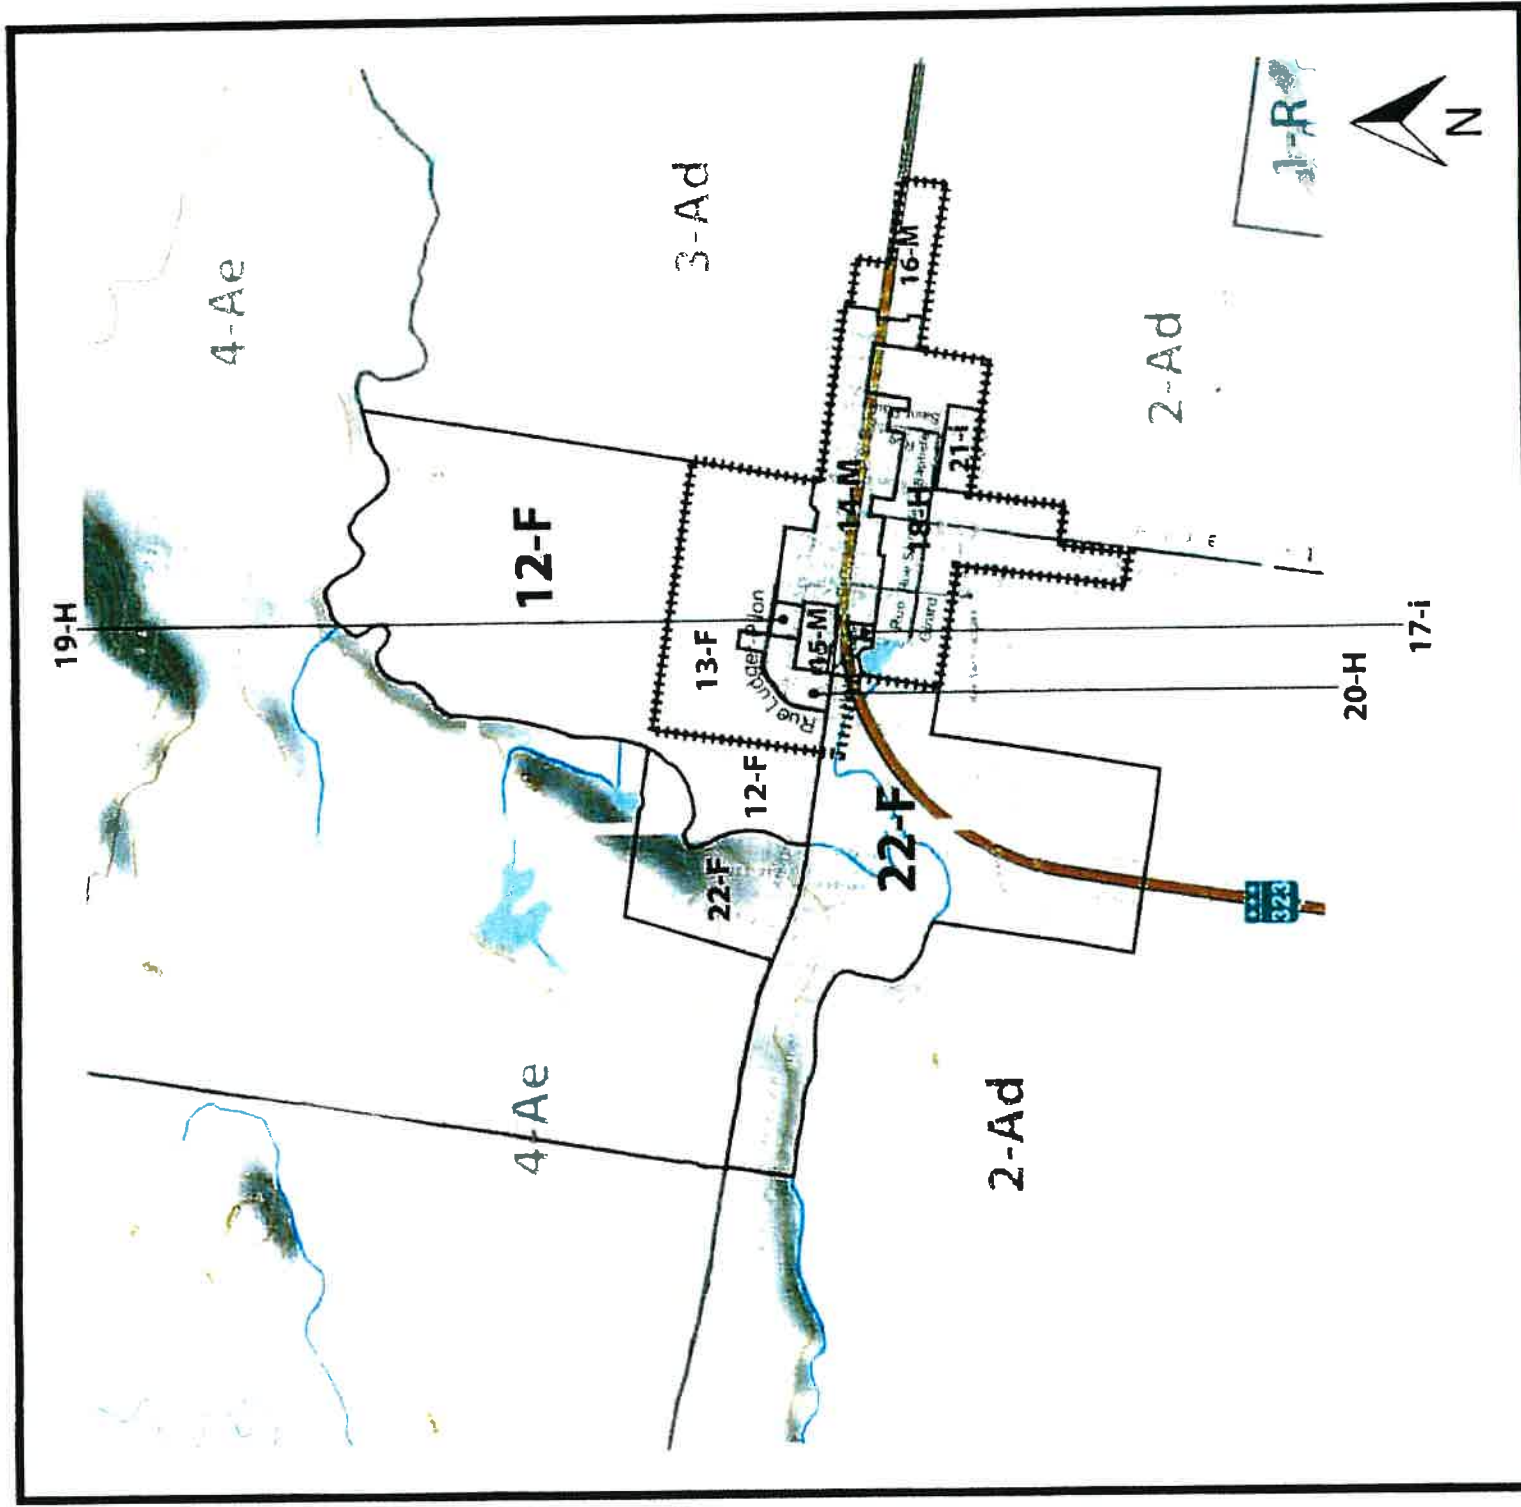 19-H
4-Ae
3-Ad
1-R
N
12-F
16-M
2-Ad
13-F
Rue Ludger-Pilon
15-M
14-M
18-H
21-i
12-F
22-F
22-F
17-i
20-H
323
4-Ae
2-Ad